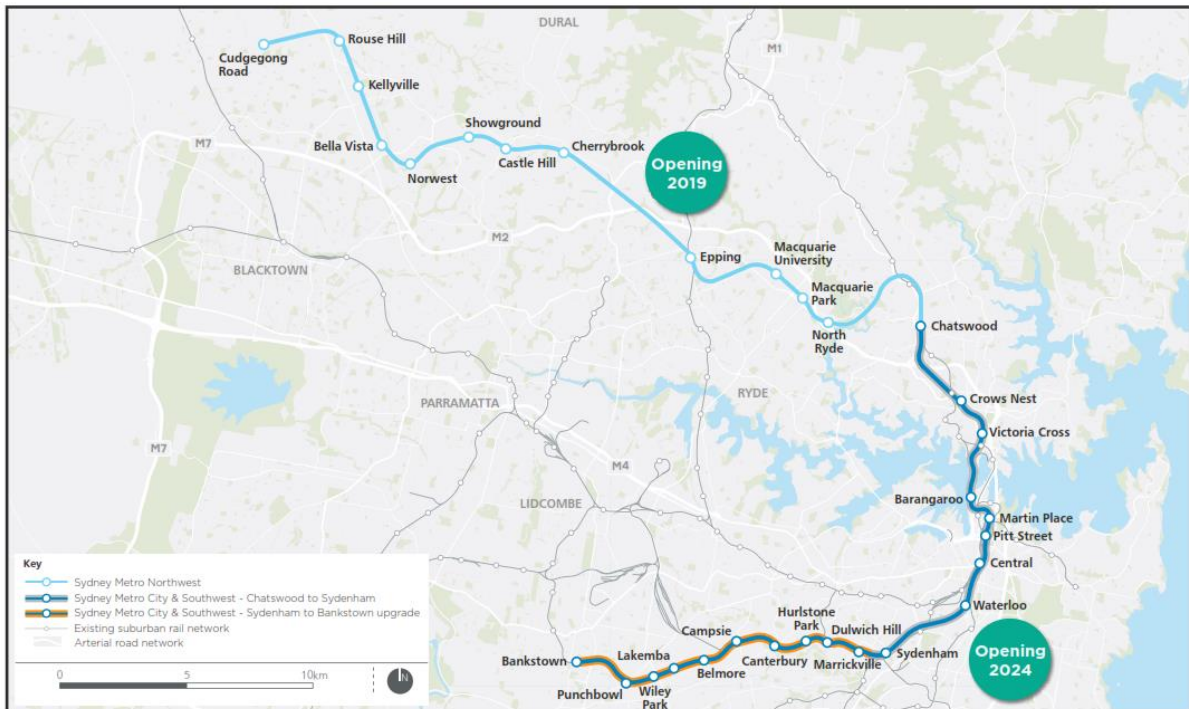 DURAL
M1
Rouse Hill
Cudgegong
Road
Kellyville
Showground
M7
Bella Vista
Castle Hill
Cherrybrook
Norwest
Opening
2019
M2
BLACKTOWN
Epping
Macquarie
University
Macquarie
Park
North
Ryde
Chatswood
RYDE
PARRAMATTA
Crows Nest
Victoria Cross
M7
M4
LIDCOMBE
Barangaroo
Martin Place
Pitt Street
Central
Waterloo
Hurlstone
Park
Campsie
Dulwich Hill
Bankstown
Lakemba
Canterbury
Marrickville
Sydenham
Belmore
Punchbowl
Wiley
Park
Opening
2024
Key
Sydney Metro Northwest
Sydney Metro City & Southwest - Chatswood to Sydenham
Sydney Metro City & Southwest - Sydenham to Bankstown upgrade
Existing suburban rail network
Arterial road network
0
5
10km
N